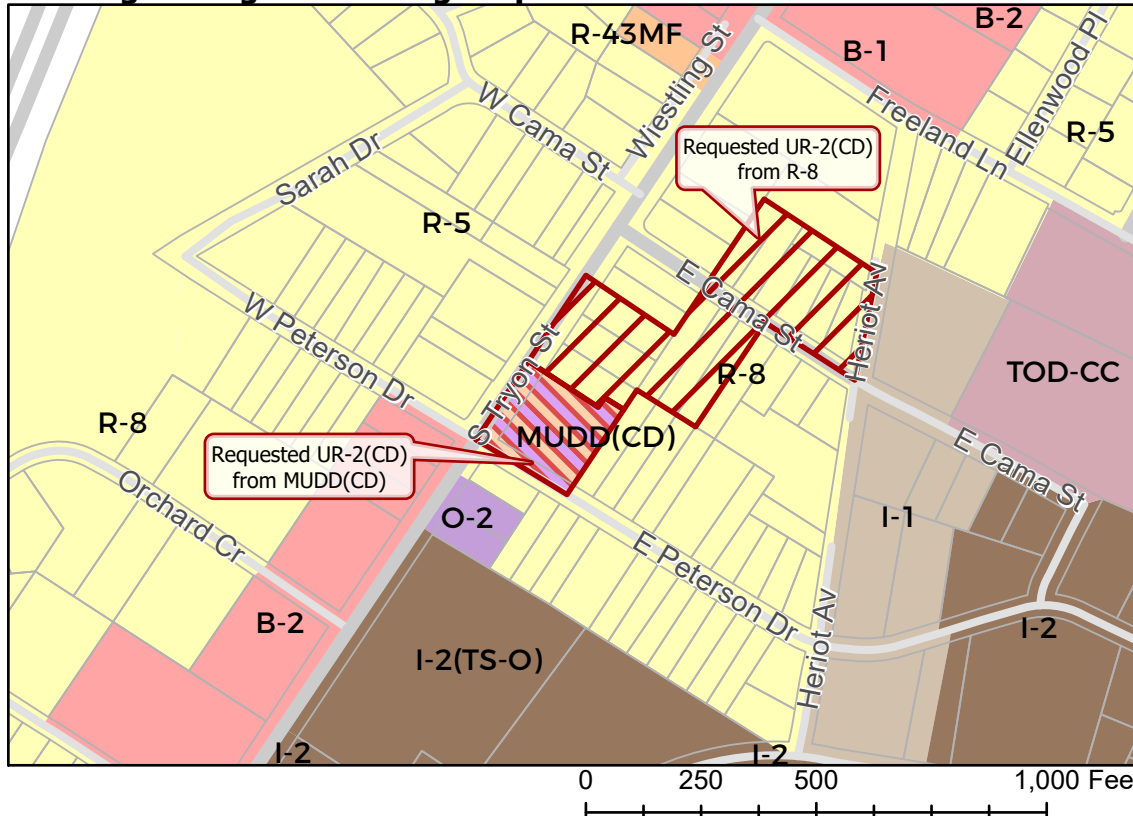 B-2
R-43MF
B-1
Wiestling St
Ellenwood Pl
W Cama St
Freeland Ln
R-5
Sarah Dr
Requested UR-2(CD)
from R-8
R-5
E Cama St
Heriot Av
W Peterson Dr
S Tryon St
R-8
TOD-CC
R-8
MUDD(CD)
Requested UR-2(CD)
from MUDD(CD)
E Cama St
Orchard Cr
O-2
I-1
E Peterson Dr
B-2
I-2
I-2(TS-O)
Heriot Av
I-2
I-2
0 250 500 1,000 Fee